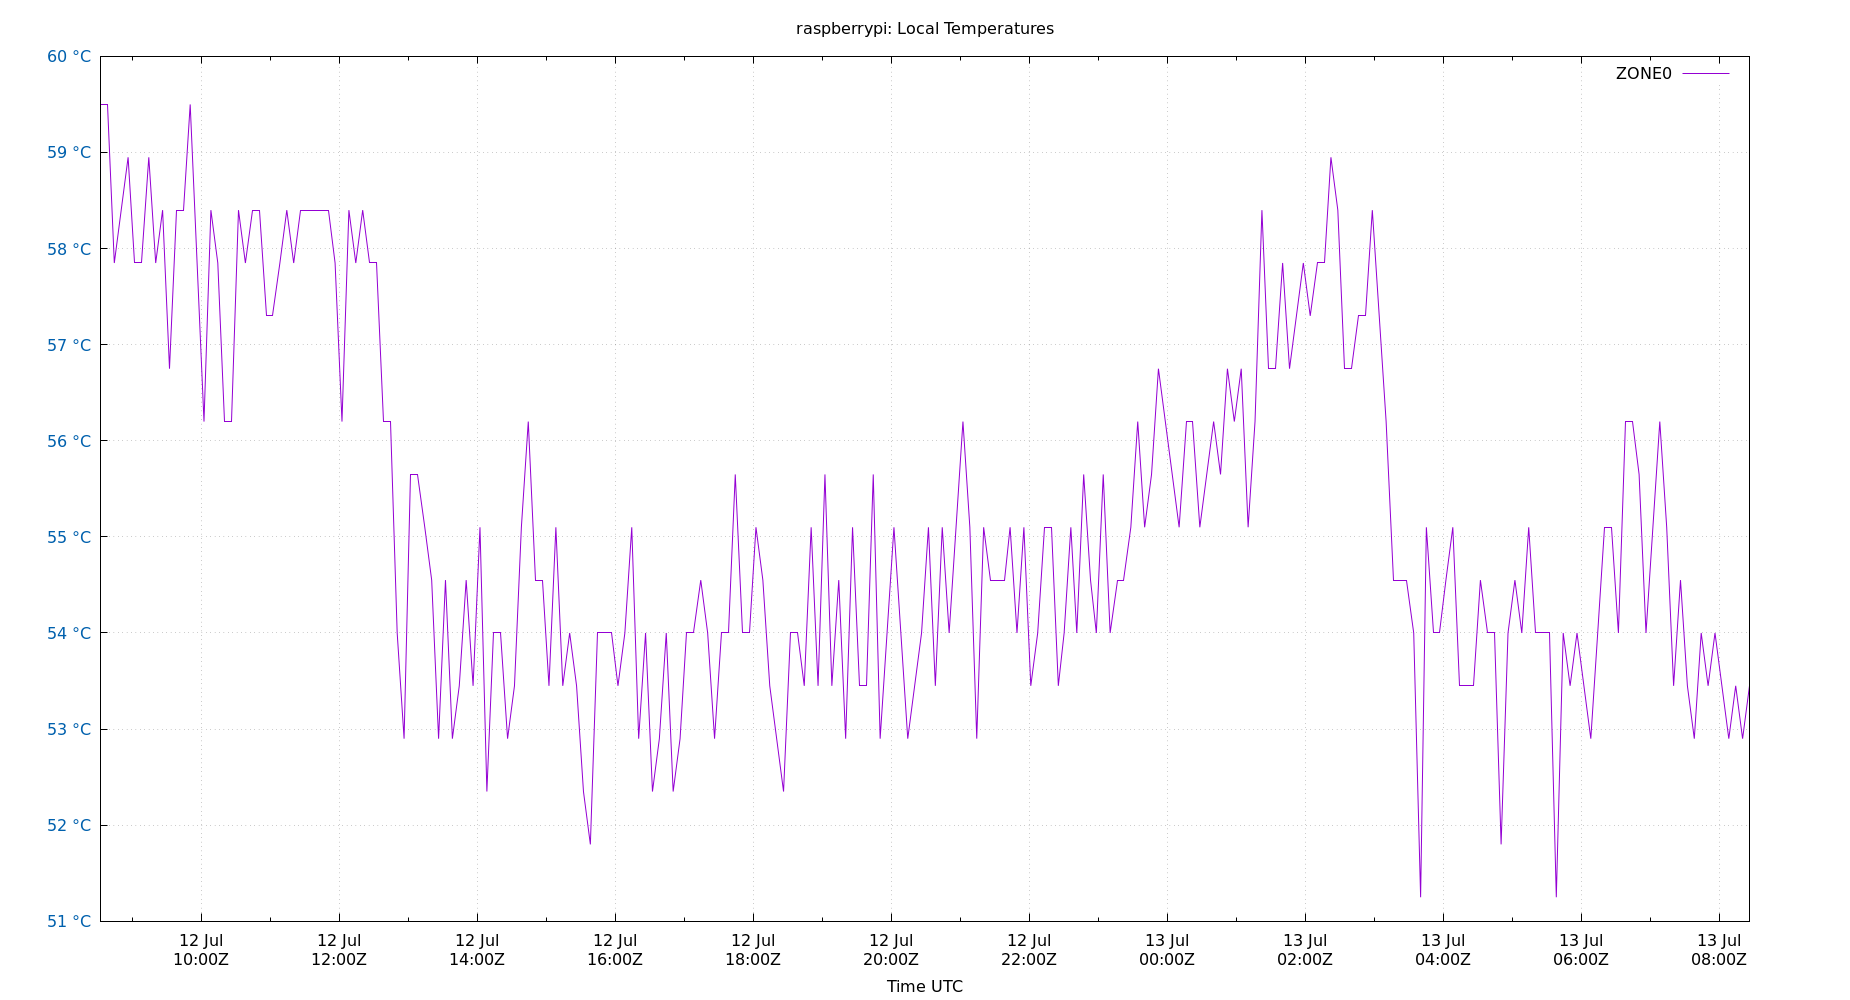 raspberrypi: Local Temperatures
60 °C
ZONE0
59 °C
58 °C
57 °C
56 °C
55 °C
54 °C
53 °C
52 °C
51 °C
12 Jul 12 Jul 12 Jul 12 Jul 12 Jul 12 Jul 12 Jul 13 Jul 13 Jul 13 Jul 13 Jul 13 Jul
10:00Z 12:00Z 14:00Z 16:00Z 18:00Z 20:00Z 22:00Z 00:00Z 02:00Z 04:00Z 06:00Z 08:00Z
Time UTC